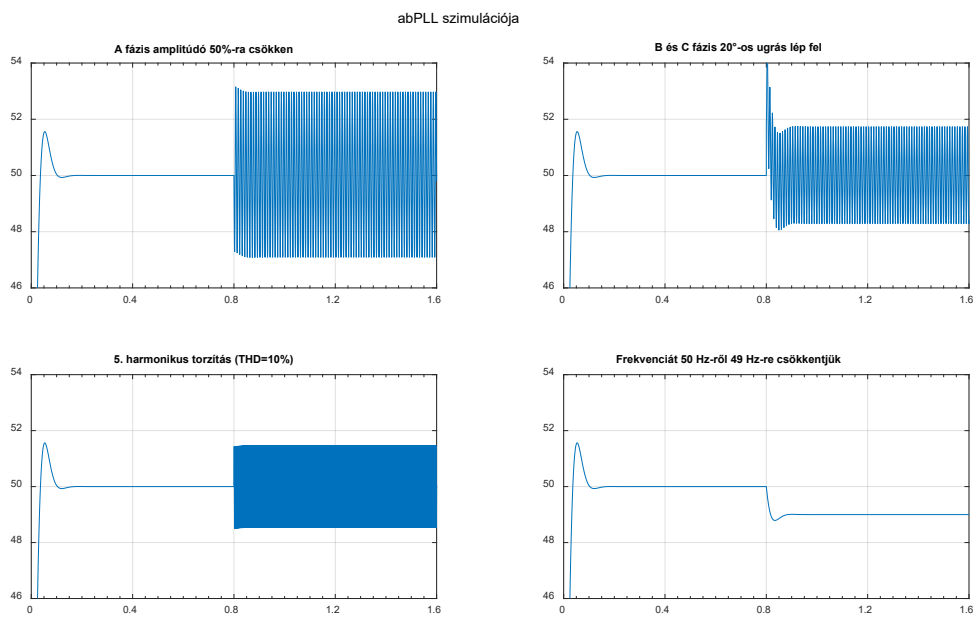 abPLL szimulációja
A fázis amplitúdó 50%-ra csökken
54
52
50
48
46
0 0.4 0.8 1.2 1.6
B és C fázis 20°-os ugrás lép fel
54
52
50
48
46
0 0.4 0.8 1.2 1.6
5. harmonikus torzítás (THD=10%)
54
52
50
48
46
0 0.4 0.8 1.2 1.6
Frekvenciát 50 Hz-ről 49 Hz-re csökkentjük
54
52
50
48
46
0 0.4 0.8 1.2 1.6